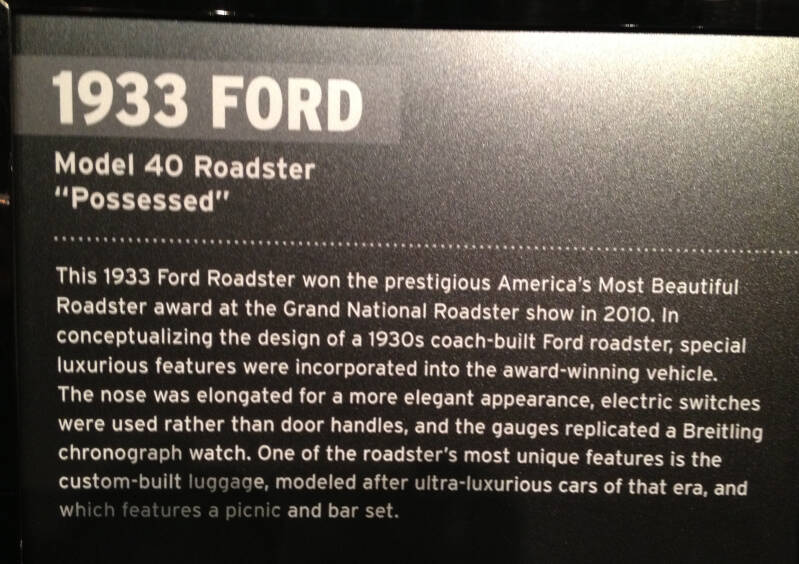 1933 FORD
Model 40 Roadster
"Possessed"
This 1933 Ford Roadster won the prestigious America's Most Beautiful
Roadster award at the Grand National Roadster show in 2010. In
conceptualizing the design of a 1930s coach-built Ford roadster, special
luxurious features were incorporated into the award-winning vehicle.
The nose was elongated for a more elegant appearance, electric switches
were used rather than door handles, and the gauges replicated a Breitling
chronograph watch. One of the roadster's most unique features is the
custom-built luggage, modeled after ultra-luxurious cars of that era, and
which features a picnic and bar set.